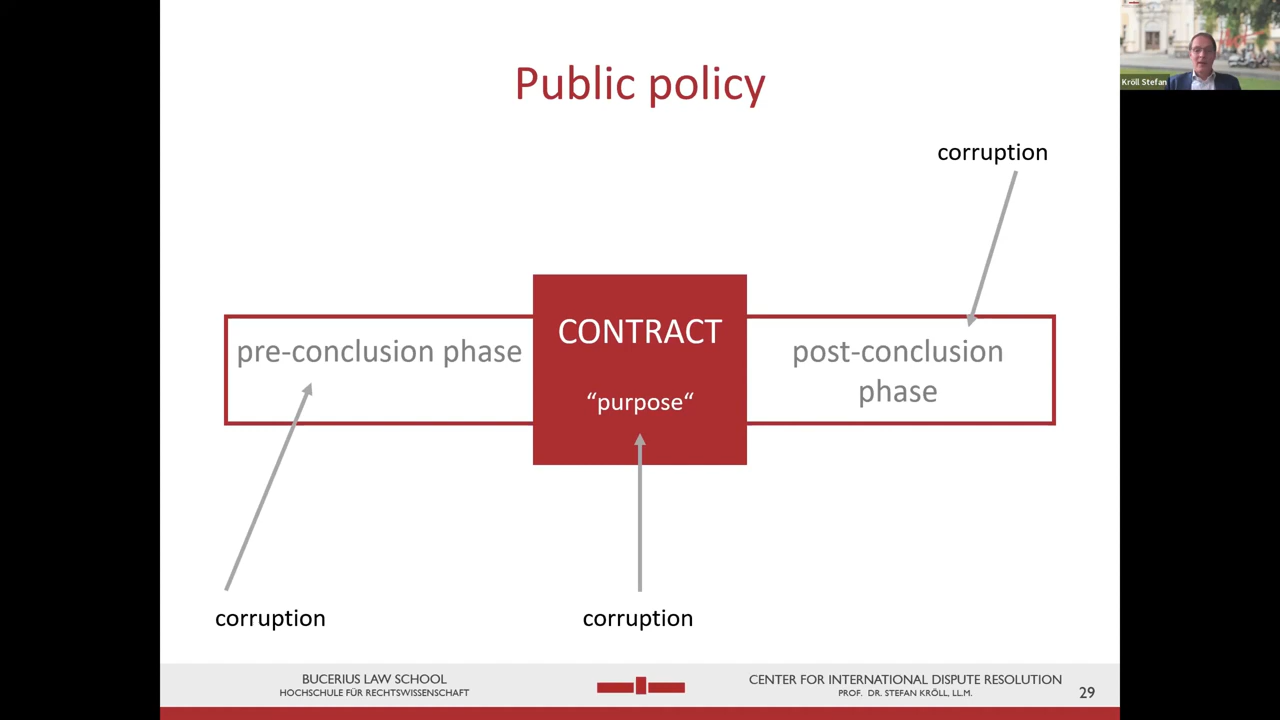 Public policy
Kröll Stefan
corruption
pre-conclusion phase
CONTRACT
“purpose“
post-conclusion
phase
corruption
corruption
BUCERIUS LAW SCHOOL
HOCHSCHULE FÜR RECHTSWISSENSCHAFT
CENTER FOR INTERNATIONAL DISPUTE RESOLUTION
PROF. DR. STEFAN KRÖLL, LL.M.
29